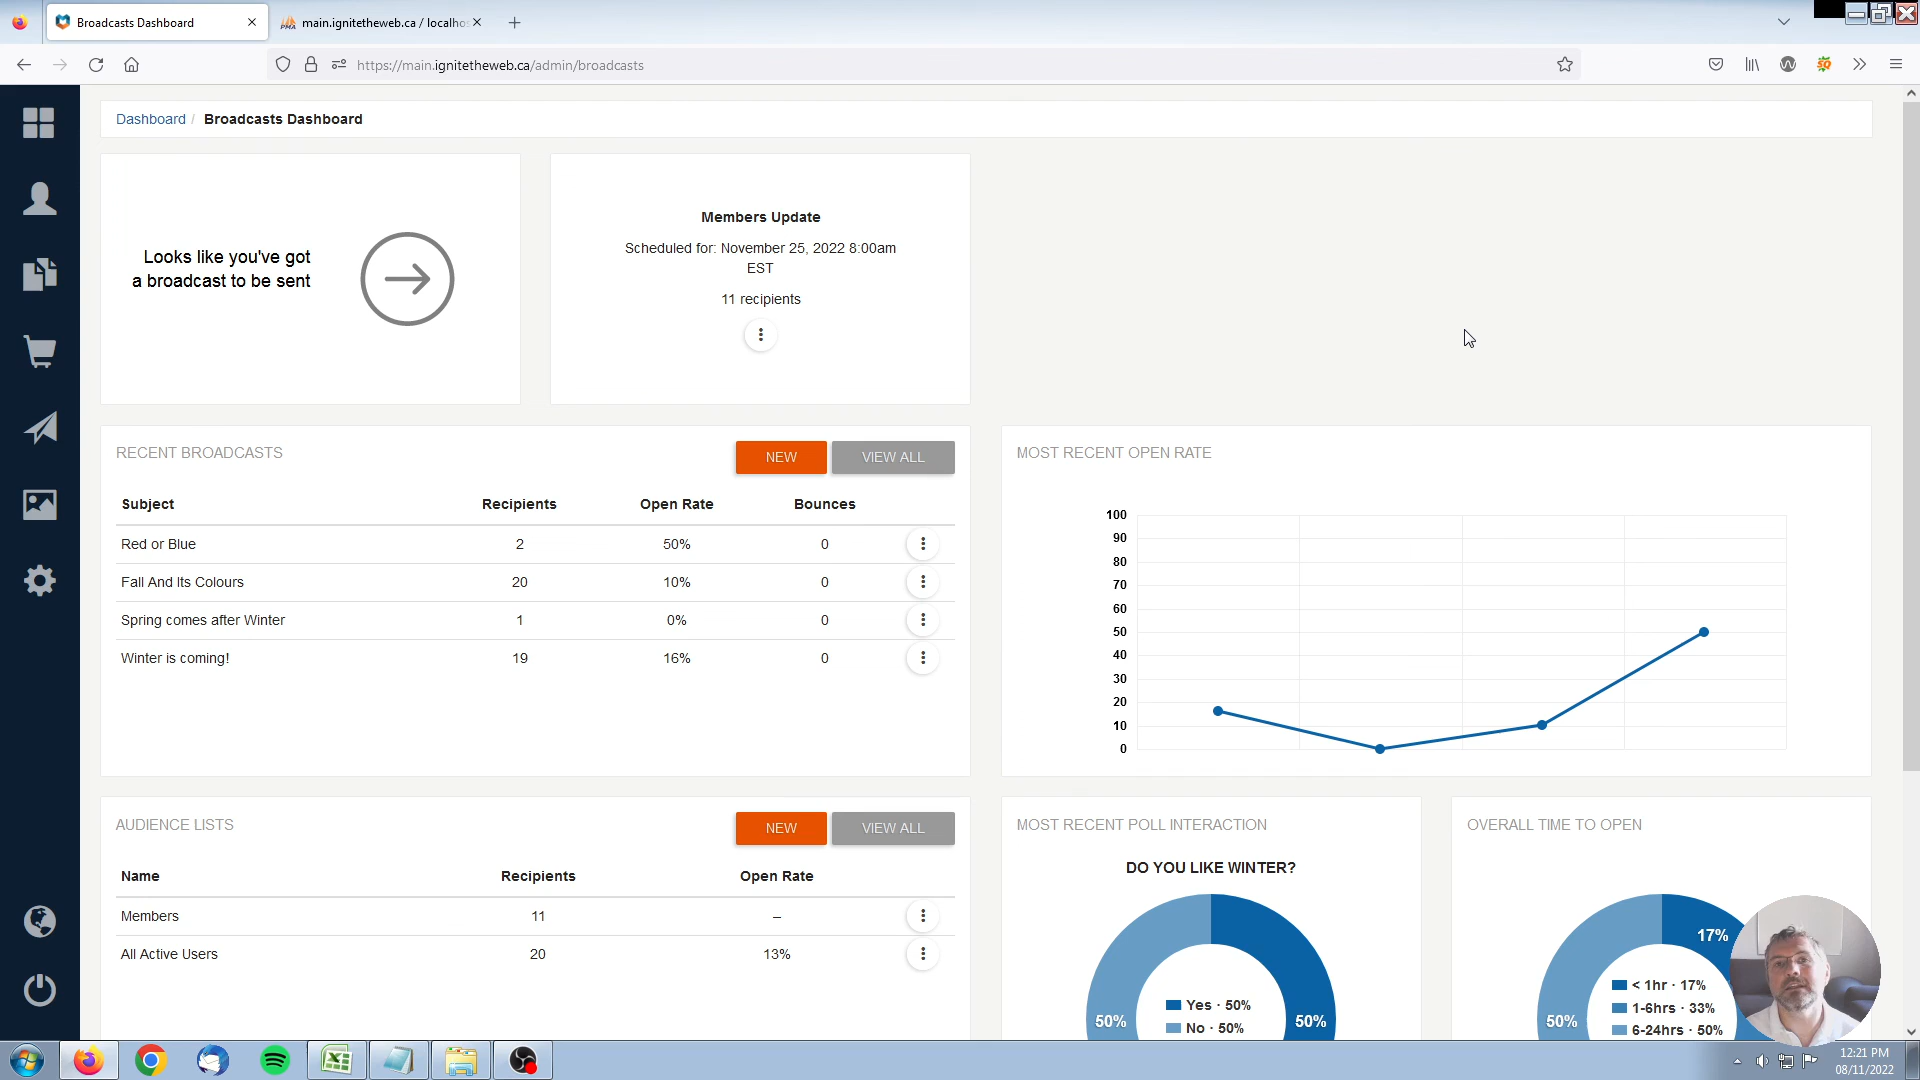 Broadcasts Dashboard
main.ignitetheweb.ca / localhos
https://main.ignitetheweb.ca/admin/broadcasts
Dashboard / Broadcasts Dashboard
Looks like you've got
a broadcast to be sent
Members Update
Scheduled for: November 25, 2022 8:00am
EST
11 recipients
RECENT BROADCASTS
NEW
VIEW ALL
Subject Recipients Open Rate Bounces
Red or Blue 2 50% 0
Fall And Its Colours 20 10% 0
Spring comes after Winter 1 0% 0
Winter is coming! 19 16% 0
MOST RECENT OPEN RATE
100
90
80
70
60
50
40
30
20
10
0
AUDIENCE LISTS
NEW
VIEW ALL
Name Recipients Open Rate
Members 11 –
All Active Users 20 13%
MOST RECENT POLL INTERACTION
DO YOU LIKE WINTER?
Yes · 50%
No · 50%
50%
50%
OVERALL TIME TO OPEN
17%
< 1hr · 17%
1-6hrs · 33%
6-24hrs · 50%
50%
12:21 PM
08/11/2022